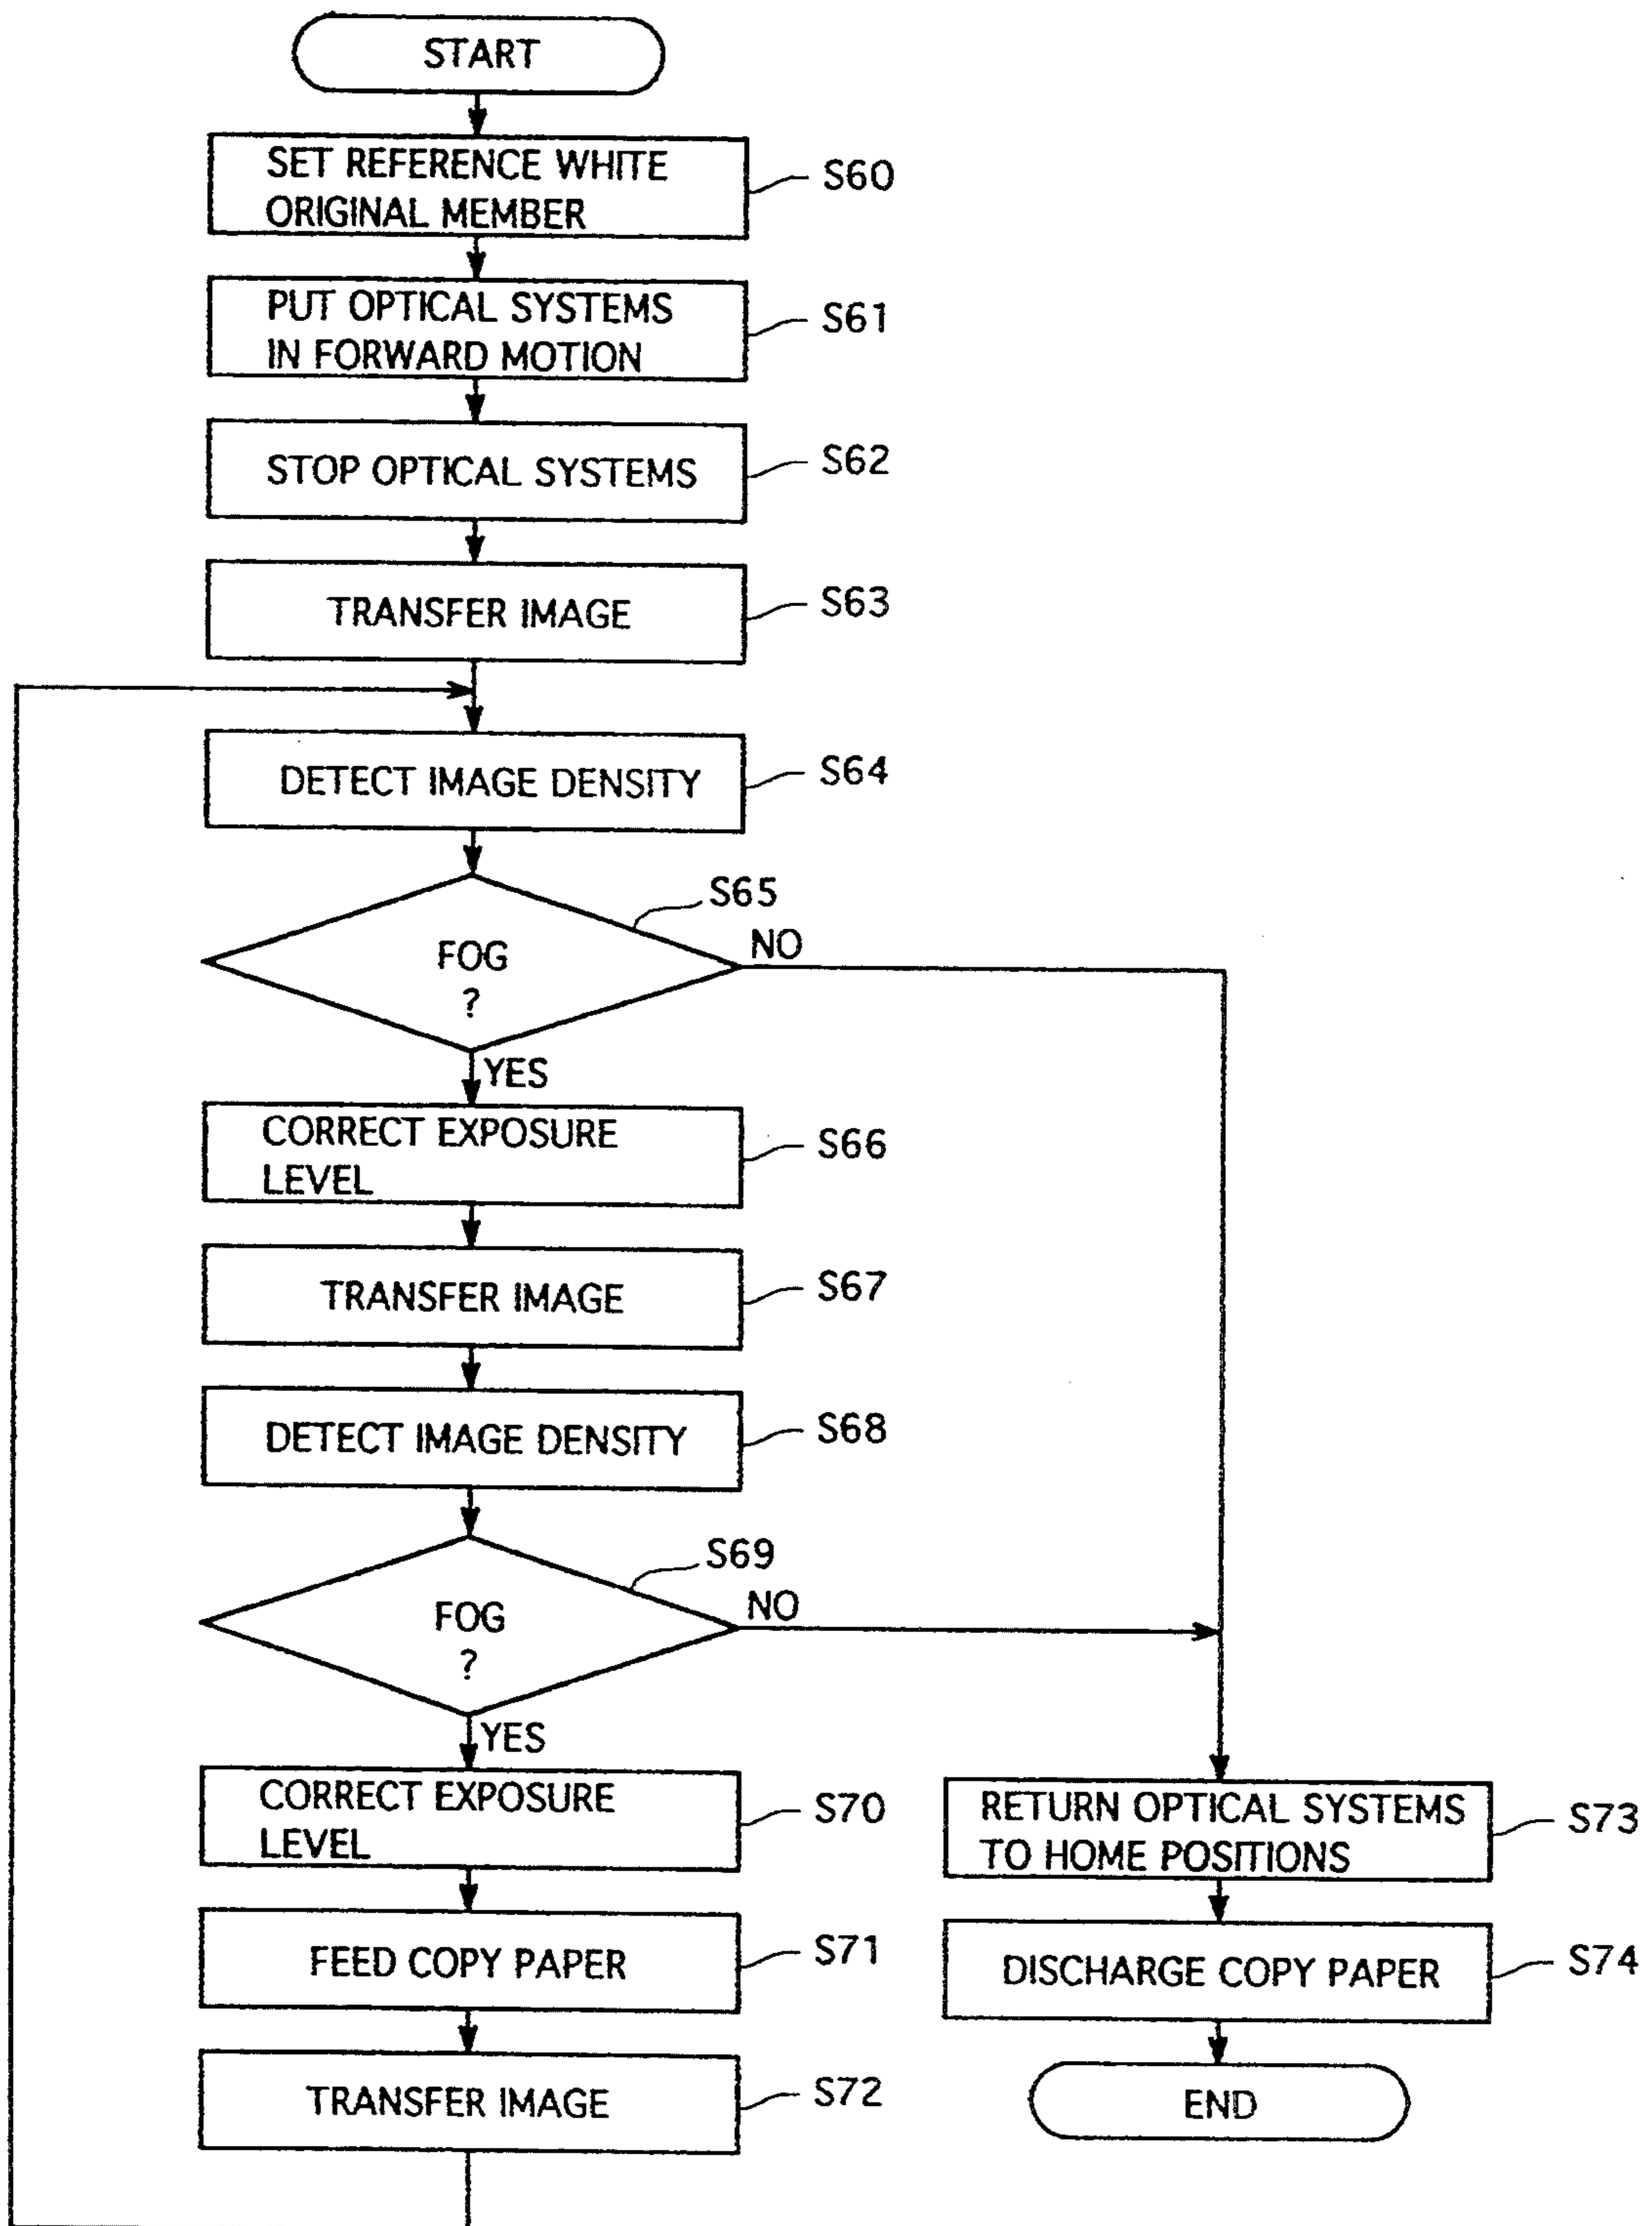 START
SET REFERENCE WHITE
ORIGINAL MEMBER
S60
PUT OPTICAL SYSTEMS
IN FORWARD MOTION
S61
STOP OPTICAL SYSTEMS
S62
TRANSFER IMAGE
S63
DETECT IMAGE DENSITY
S64
S65
FOG
?
NO
YES
CORRECT EXPOSURE
LEVEL
S66
TRANSFER IMAGE
S67
DETECT IMAGE DENSITY
S68
S69
FOG
?
NO
YES
CORRECT EXPOSURE
LEVEL
S70
RETURN OPTICAL SYSTEMS
TO HOME POSITIONS
S73
FEED COPY PAPER
S71
DISCHARGE COPY PAPER
S74
TRANSFER IMAGE
S72
END